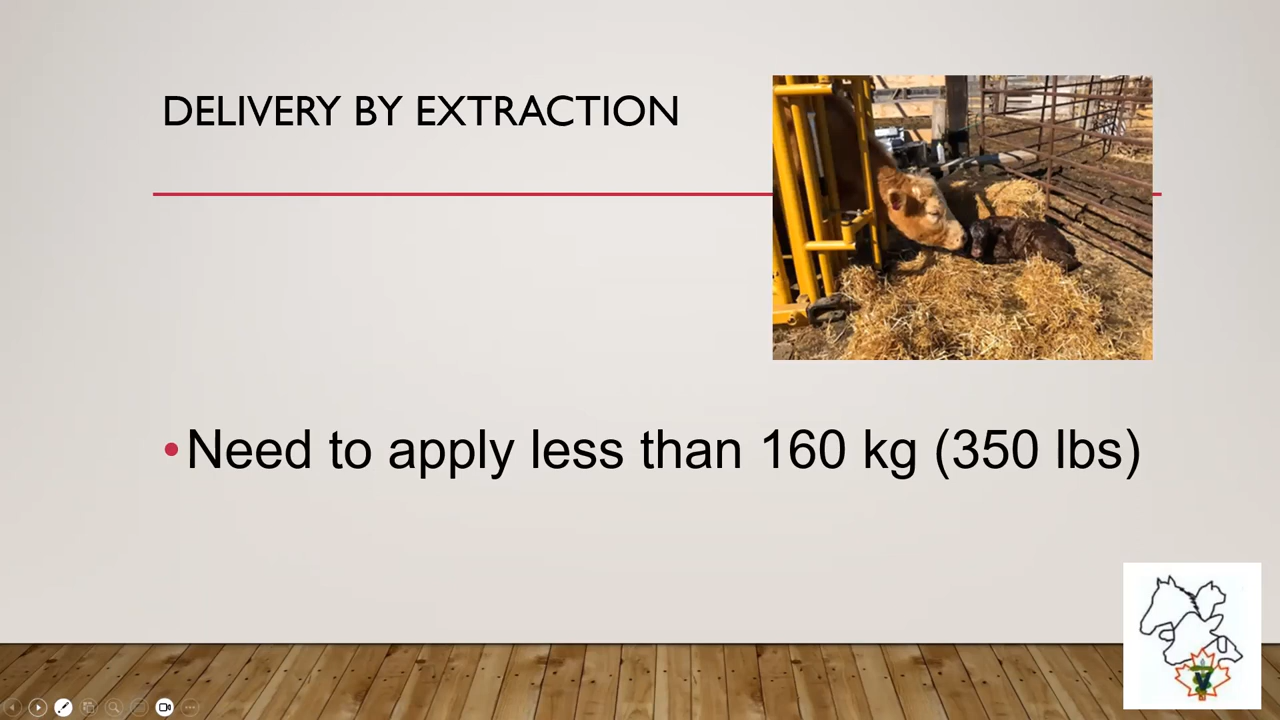 DELIVERY BY EXTRACTION
•Need to apply less than 160 kg (350 lbs)